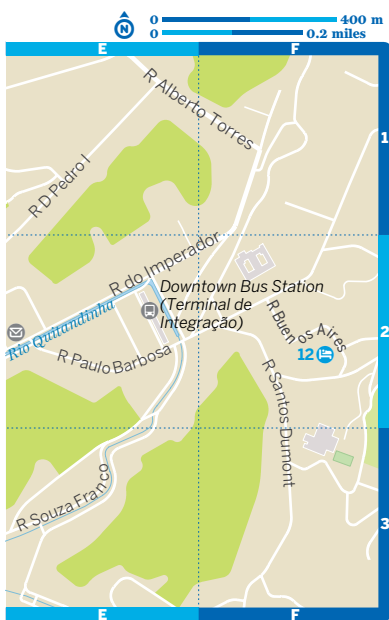 N
0 400 m
0 0.2 miles
E F
R Alberto Torres
1
R D Pedro I
R do Imperador
Downtown Bus Station
(Terminal de
Integração)
Rio Quitandinha
R Buenos Aires
2
R Paulo Barbosa
12
R Santos Dumont
R Souza Franco
3
E F